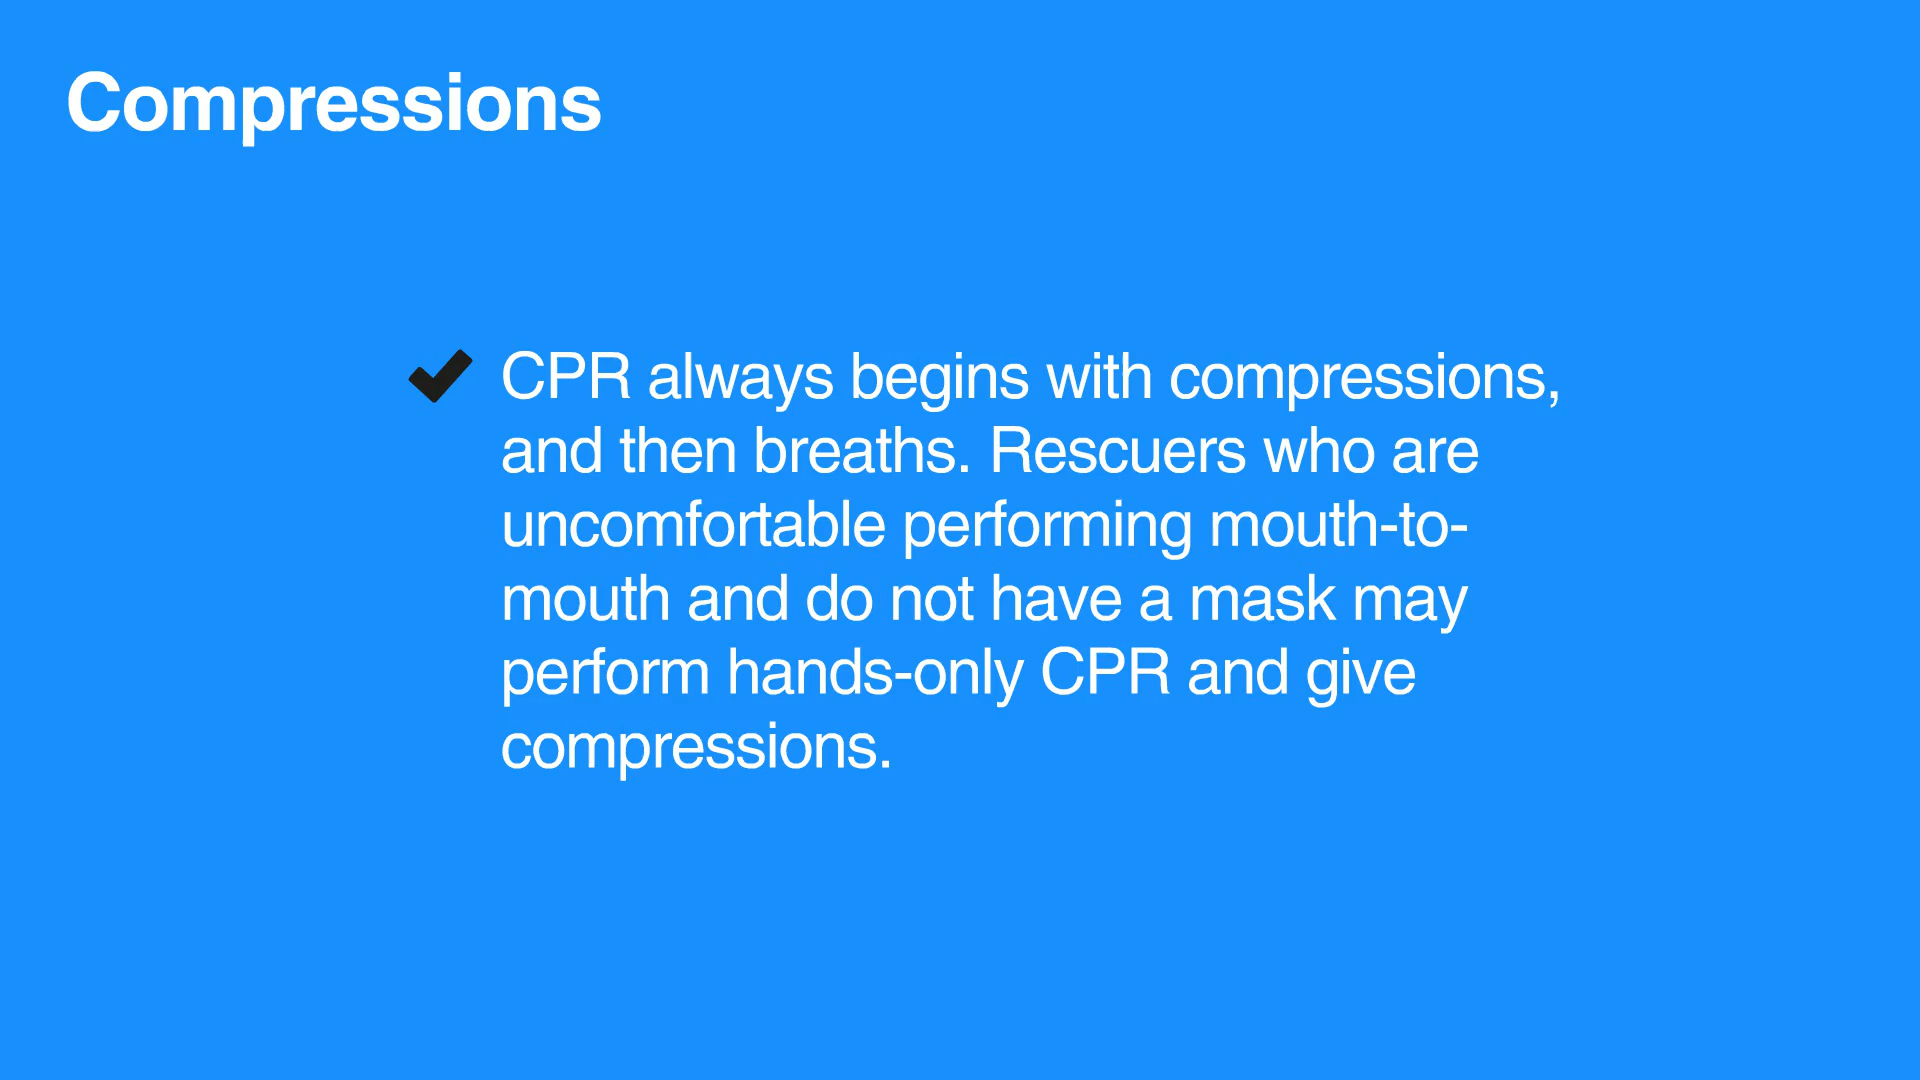 Compressions
CPR always begins with compressions,
and then breaths. Rescuers who are
uncomfortable performing mouth-to-
mouth and do not have a mask may
perform hands-only CPR and give
compressions.